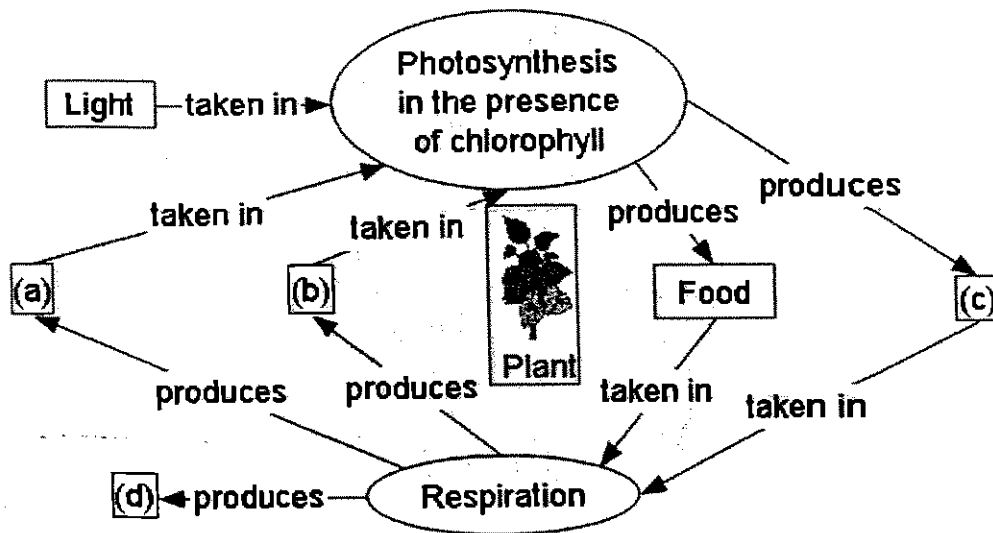 Photosynthesis
in the presence
of chlorophyll
Light
taken in
produces
taken in
taken in
produces
(a)
(b)
Food
(c)
Plant
produces
produces
taken in
taken in
(d)
produces
Respiration